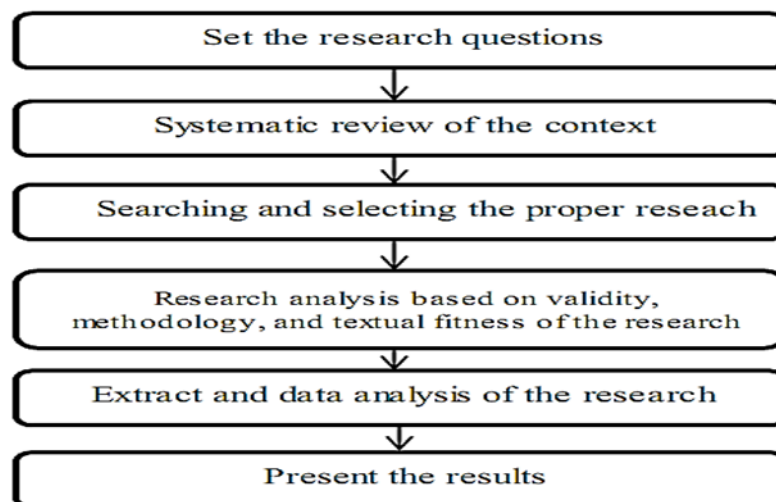 Set the research questions
Systematic review of the context
Searching and selecting the proper reseach
Research analysis based on validity,
methodology, and textual fitness of the research
Extract and data analysis of the research
Present the results